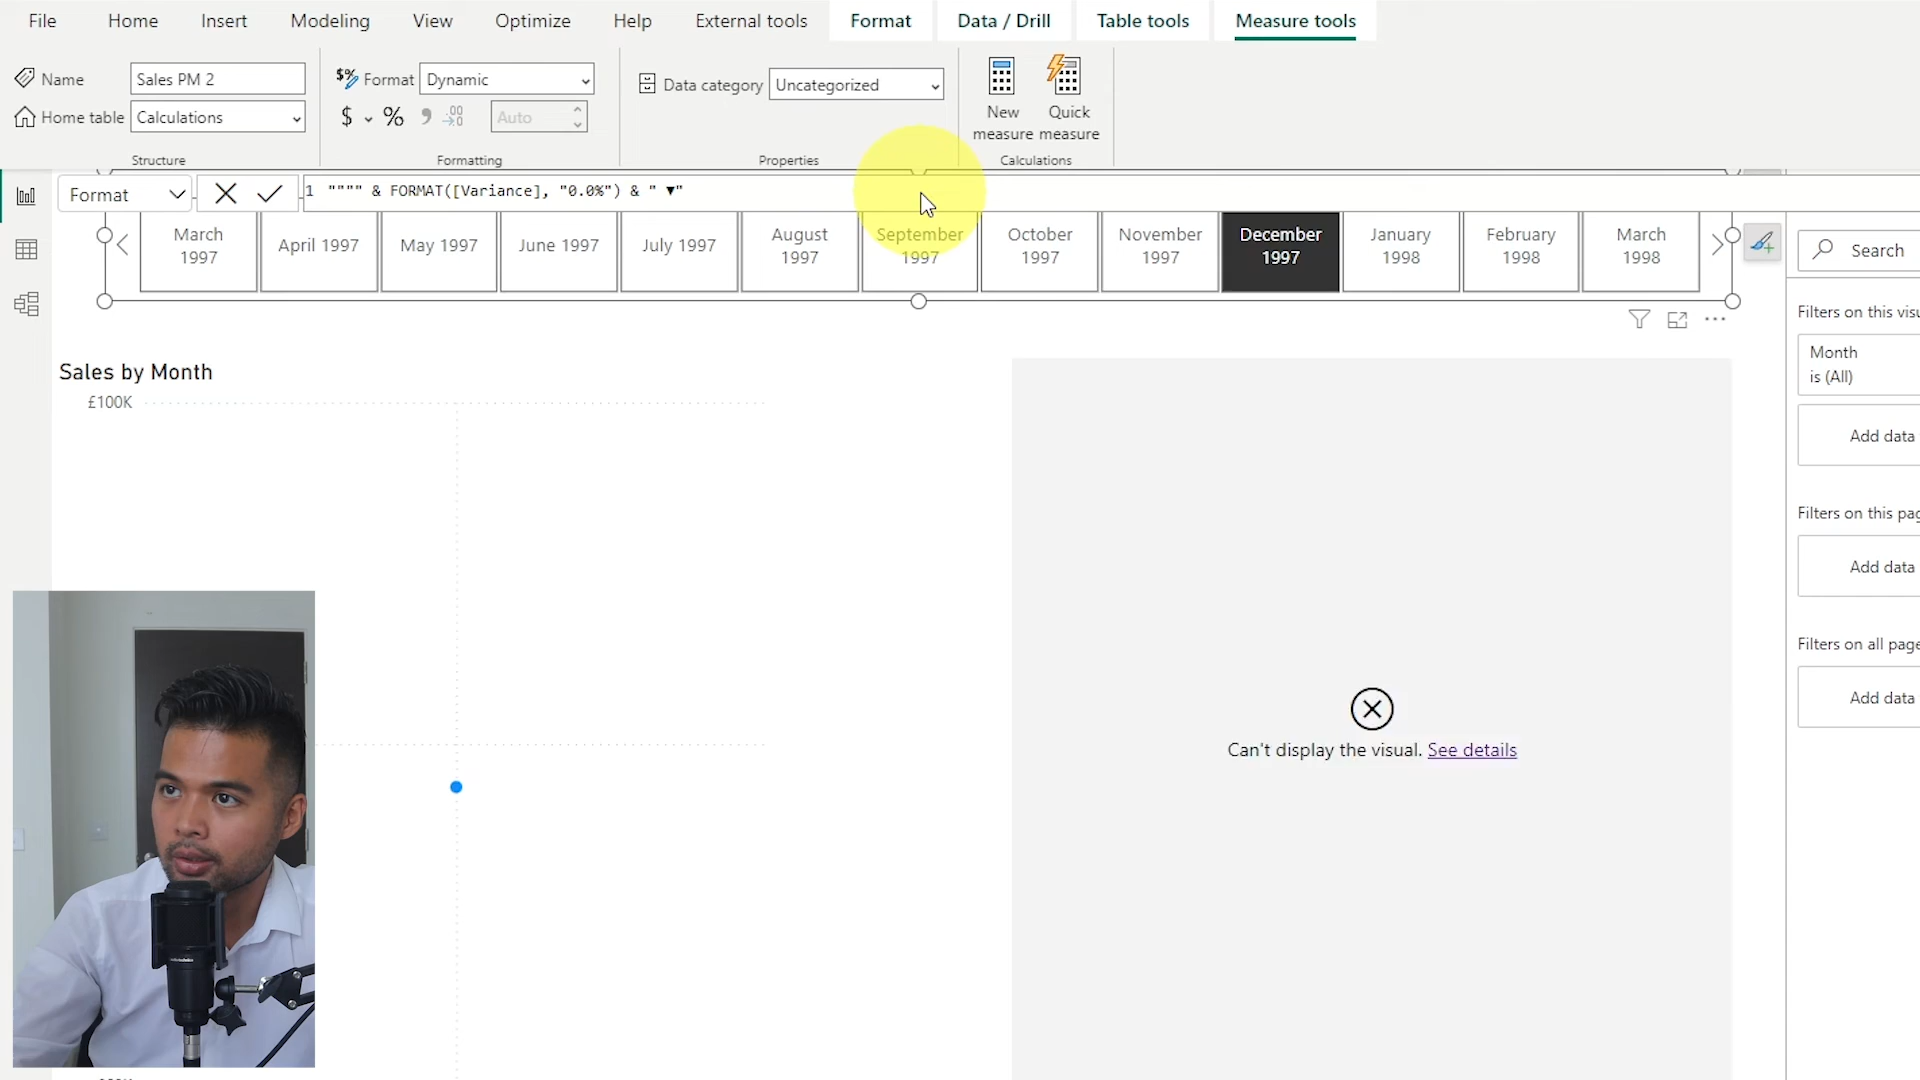 File Home Insert Modeling View Optimize Help External tools Format Data / Drill Table tools Measure tools
Name Sales PM 2
Home table Calculations
Structure
$% Format Dynamic
$ % , .00 Auto
Formatting
Data category Uncategorized
Properties
New measure
Quick measure
Calculations
Format
1 """" & FORMAT([Variance], "0.0%") & " ▼"
March 1997
April 1997
May 1997
June 1997
July 1997
August 1997
September 1997
October 1997
November 1997
December 1997
January 1998
February 1998
March 1998
Sales by Month
£100K
Can't display the visual. See details
Search
Filters on this visu
Month
is (All)
Add data
Filters on this pag
Add data
Filters on all page
Add data